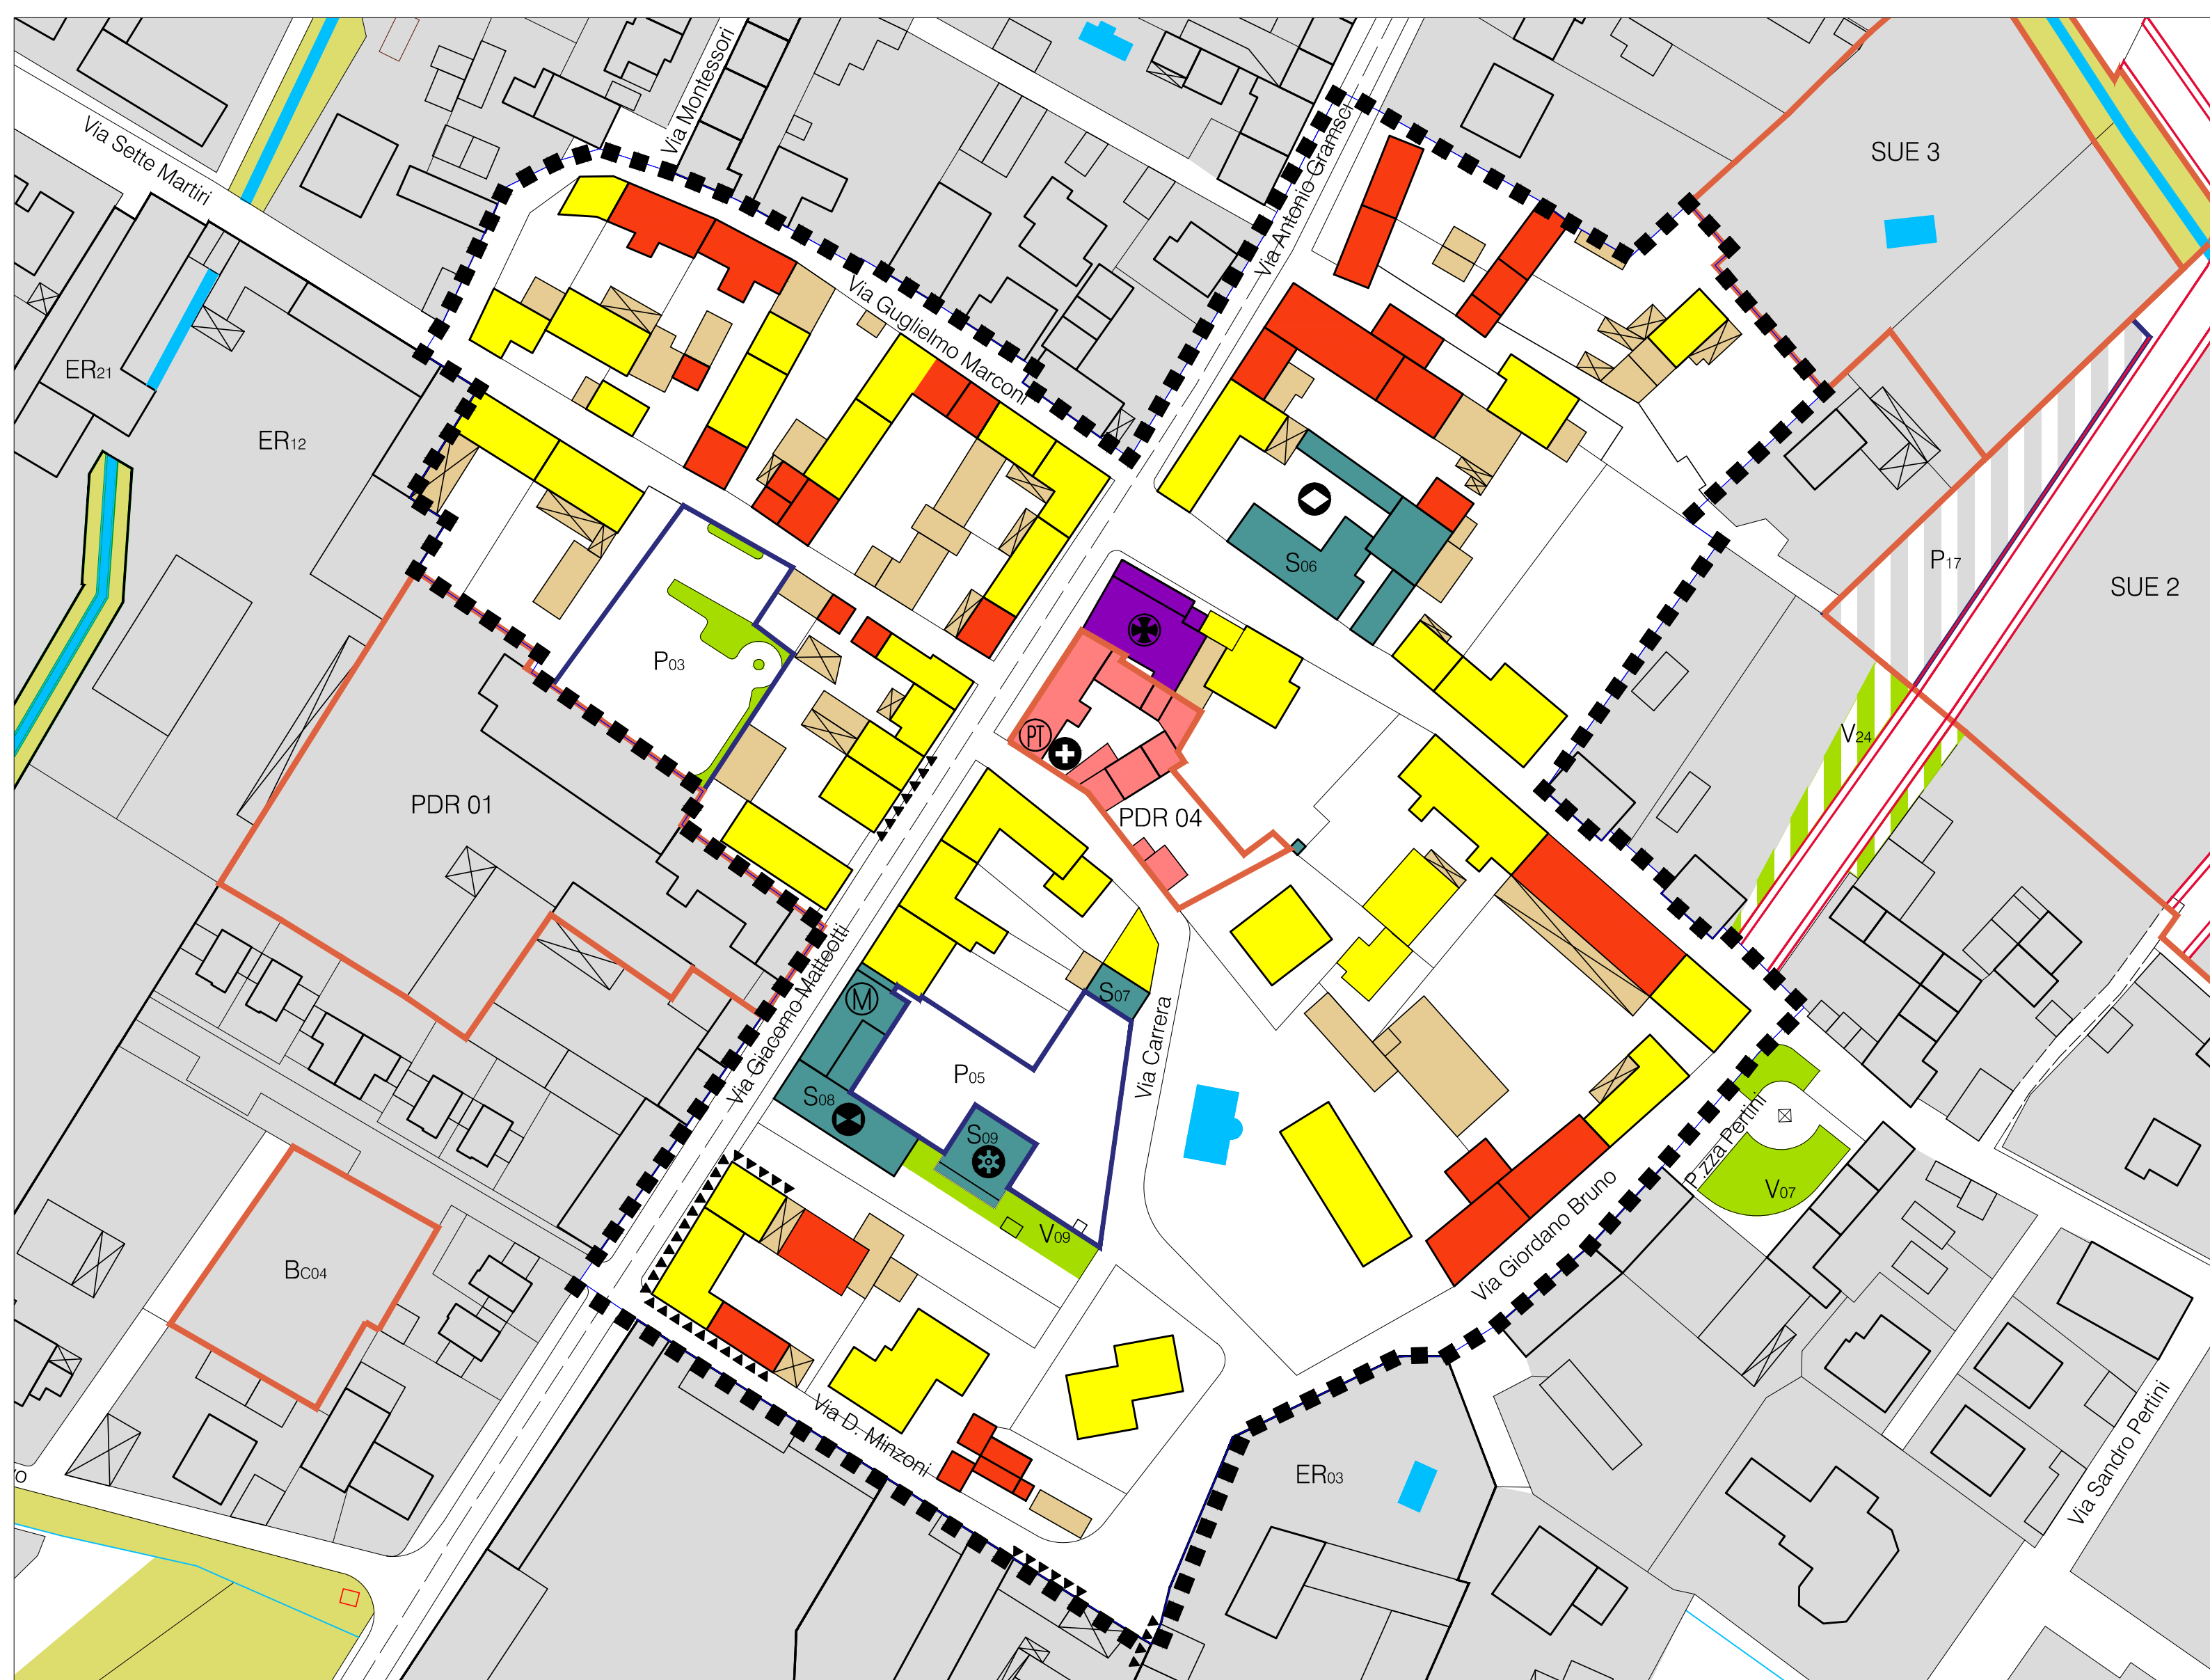 Via Sette Martiri
Via Montessori
Via Antonio Gramsci
SUE 3
Via Guglielmo Marconi
ER21
ER12
S06
P17
SUE 2
P03
PT
V24
PDR 01
PDR 04
Via Giacomo Matteotti
M
S07
Via Carrera
P05
S08
S09
P.zza Pertini
V07
V09
Via Giordano Bruno
BC04
Via D. Minzoni
ER03
Via Sandro Pertini
ro